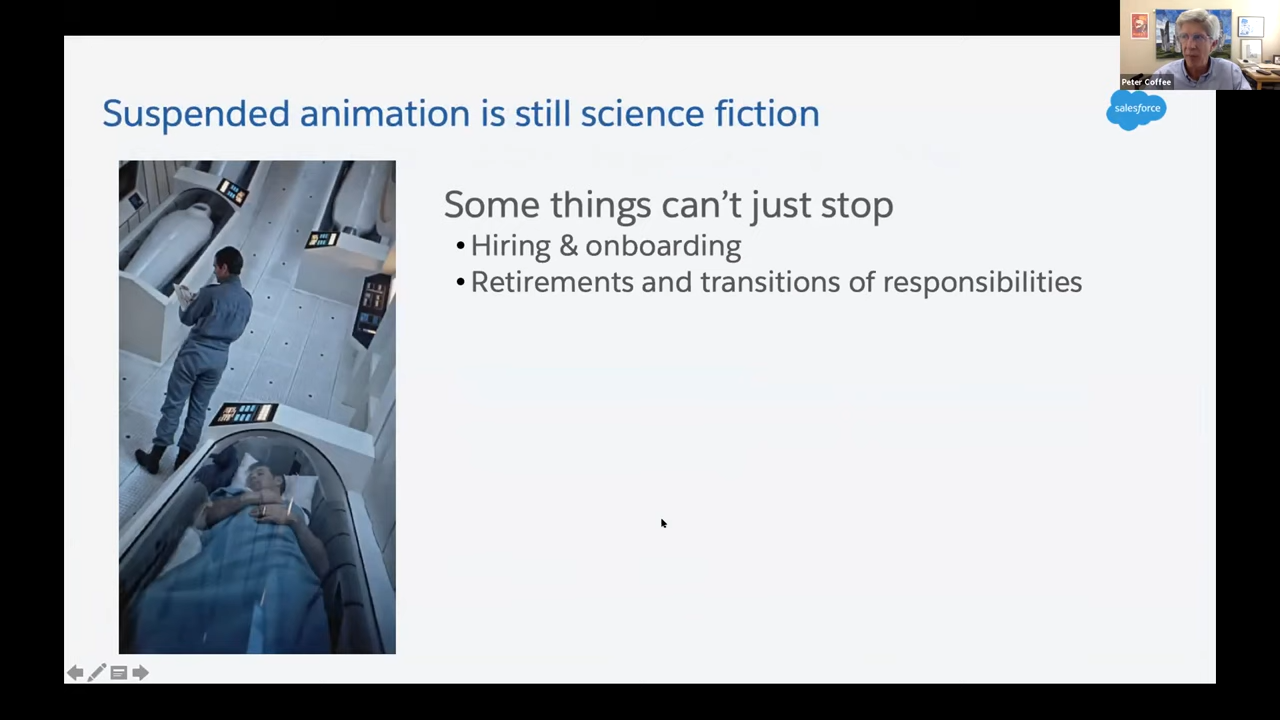 Peter Coffee
Suspended animation is still science fiction
salesforce
Some things can't just stop
• Hiring & onboarding
• Retirements and transitions of responsibilities